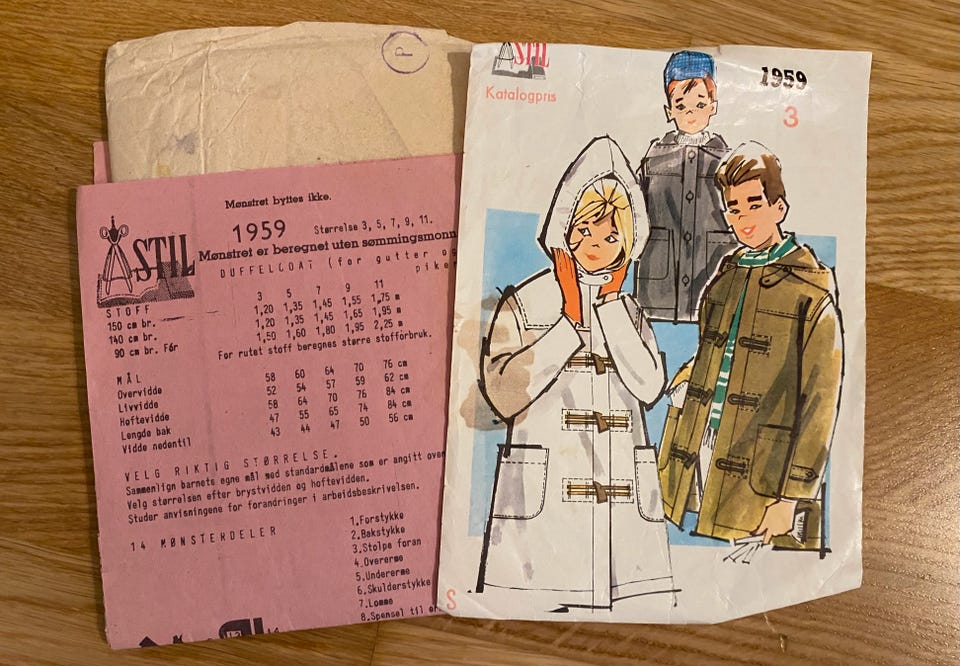 P
Mønstret byttes ikke.
STIL
1959
Størrelse 3, 5, 7, 9, 11.
Mønstret er beregnet uten sømmingsmonn
DUFFELCOAT (for gutter og
piker
STOFF 3 5 7 9 11
150 cm br. 1,20 1,35 1,45 1,55 1,75 m
140 cm br. 1,20 1,35 1,45 1,65 1,95 m
90 cm br. Fór 1,50 1,60 1,80 1,95 2,25 m
For rutet stoff beregnes større stofforbruk.
MÅL
Overvidde 58 60 64 70 76 cm
Livvidde 52 54 57 59 62 cm
Hoftevidde 58 64 70 76 84 cm
Lengde bak 47 55 65 74 84 cm
Vidde nedentil 43 44 47 50 56 cm
VELG RIKTIG STØRRELSE.
Sammenlign barnets egne mål med standardmålene som er angitt over
Velg størrelsen efter brystvidden og hoftevidden.
Studer anvisningene for forandringer i arbeidsbeskrivelsen.
14 MØNSTERDELER
1.Forstykke
2.Bakstykke
3.Stolpe foran
4.Overerme
5.Undererme
6.Skulderstykke
7.Lomme
8.Spensel til
STIL
Katalogpris
1959
3
S